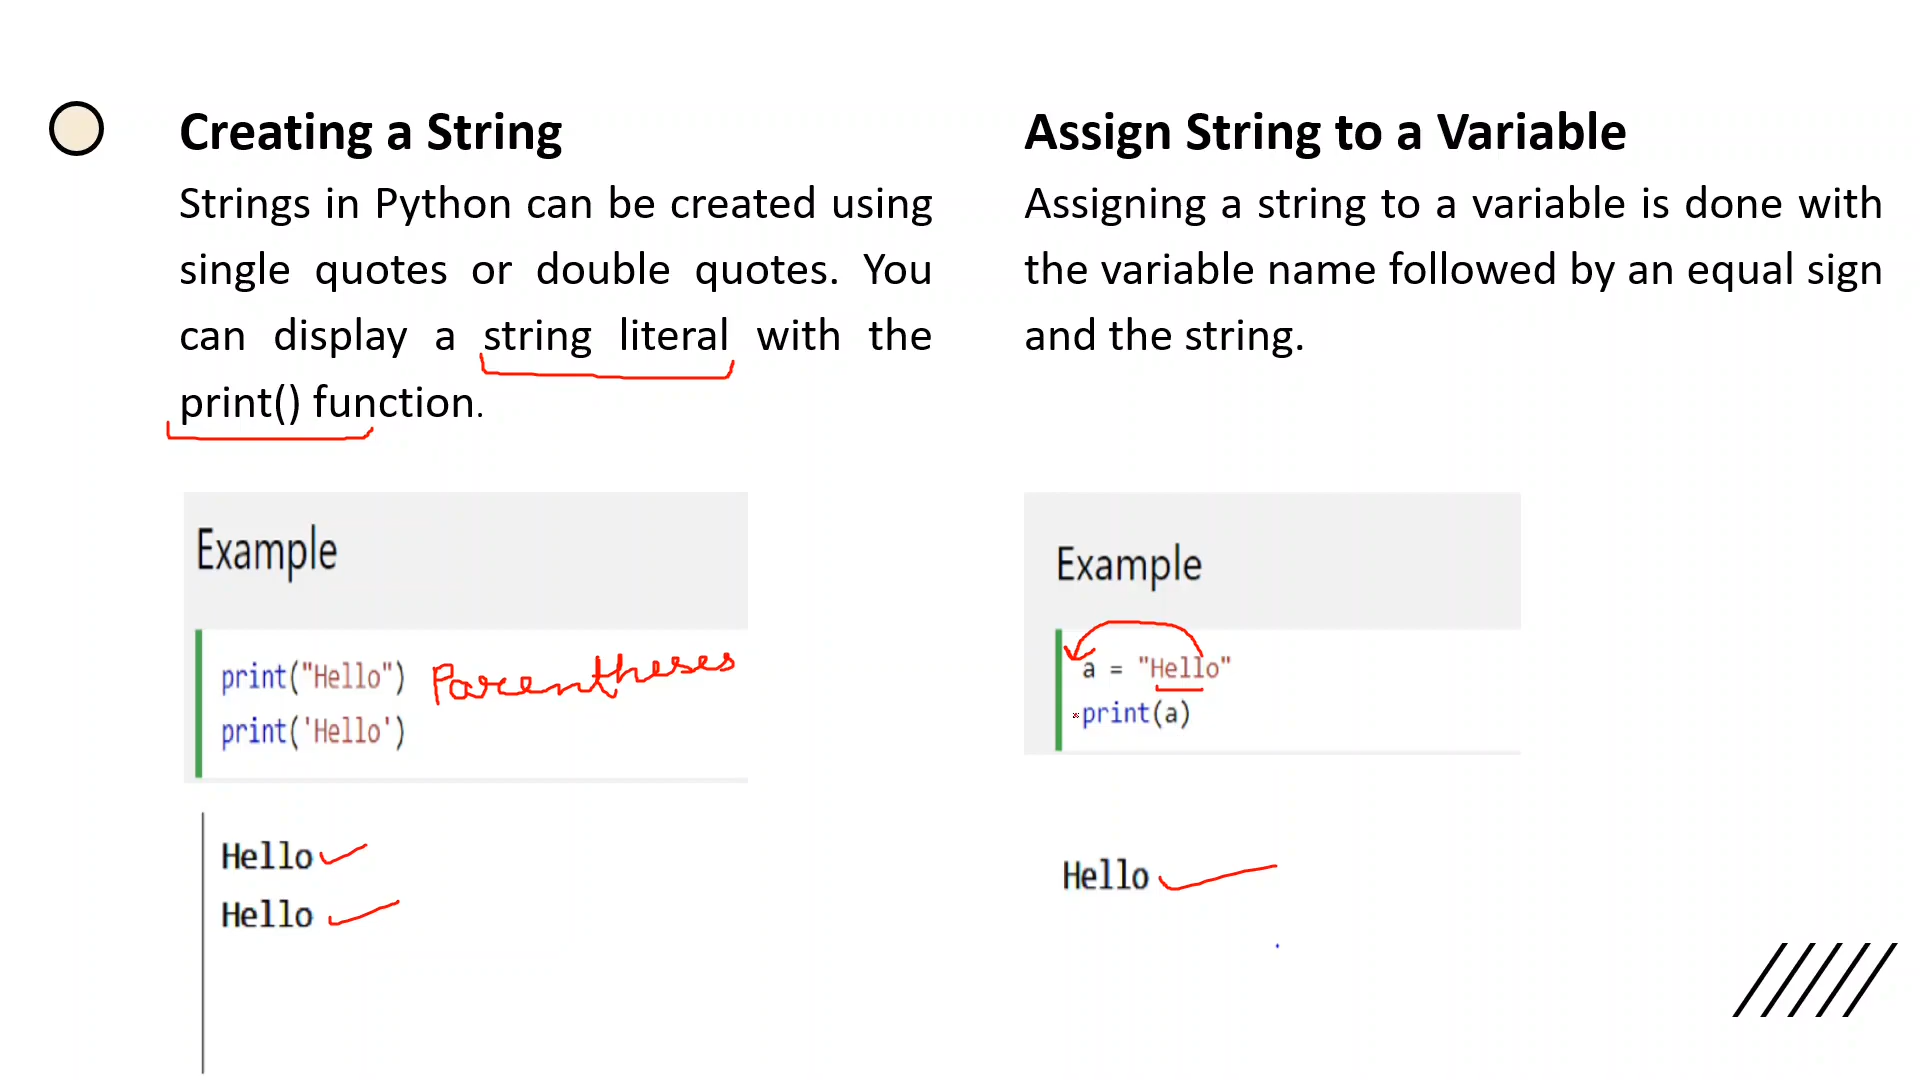 Creating a String
Strings in Python can be created using
single quotes or double quotes. You
can display a string literal with the
print() function.
Example
print("Hello") Parentheses
print('Hello')
Hello
Hello
Assign String to a Variable
Assigning a string to a variable is done with
the variable name followed by an equal sign
and the string.
Example
a = "Hello"
print(a)
Hello